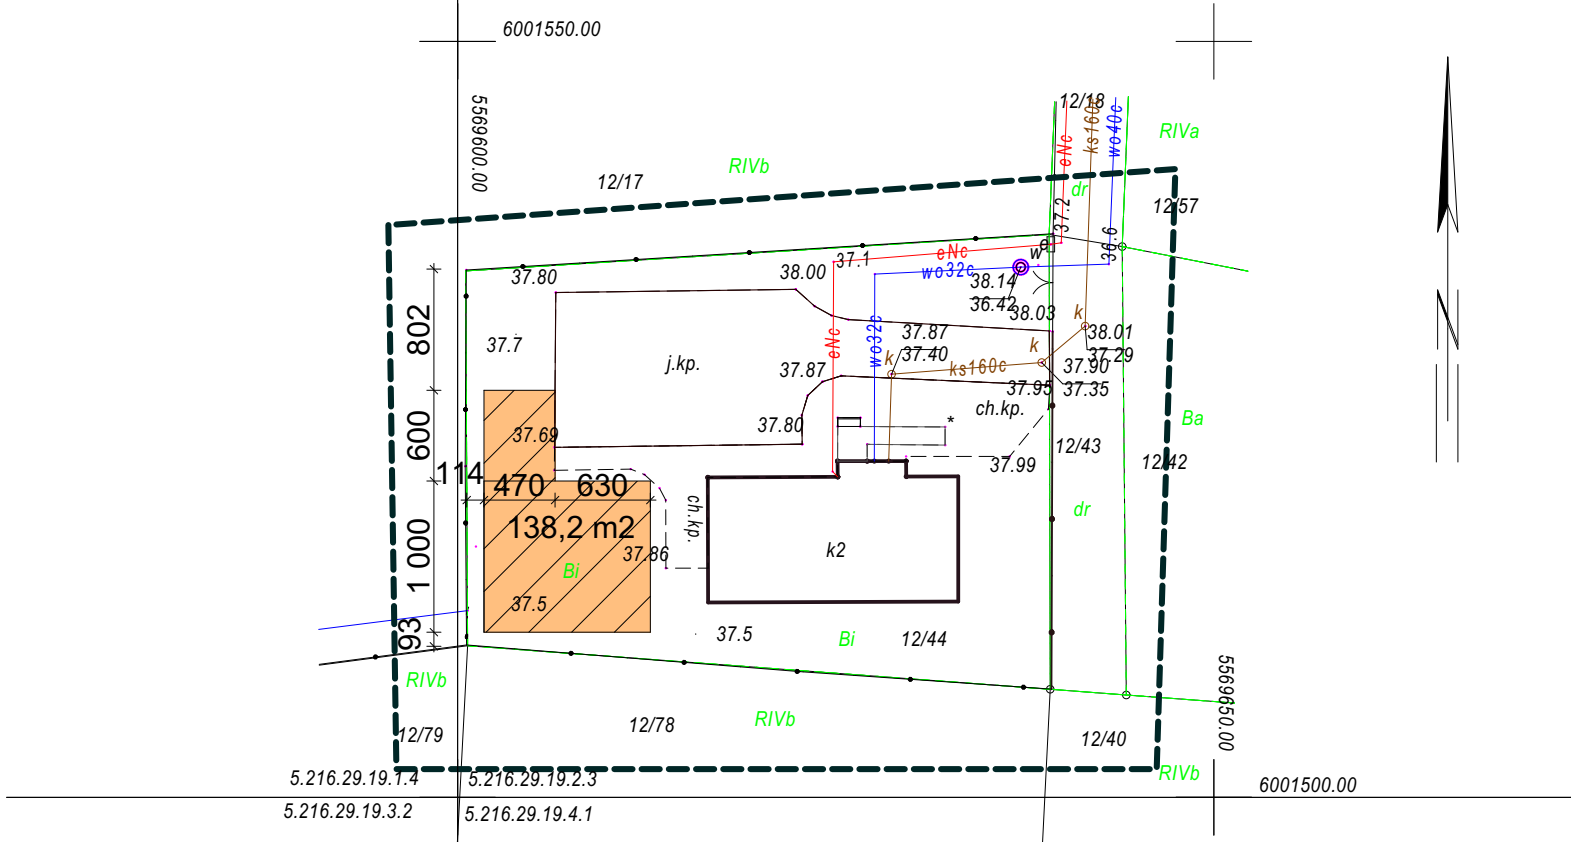 6001550.00
5569600.00
12/18
RIVa
eNc
ks160c
wo40c
RIVb
12/17
dr
12/57
37.2
36.6
eNc
w
37.1
wo32c
37.80
38.00
38.14
36.42
38.03
k
802
37.7
j.kp.
eNc
wo32c
37.87
37.40
k
k
38.01
37.29
37.87
ks160c
37.90
37.35
37.95
600
37.69
37.80
*
ch.kp.
Ba
12/43
12/42
114
470
630
37.99
ch.kp.
138,2 m2
dr
1 000
37.86
k2
Bi
37.5
93
37.5
Bi
12/44
RIVb
5569650.00
12/79
12/78
RIVb
12/40
5.216.29.19.1.4
5.216.29.19.2.3
RIVb
6001500.00
5.216.29.19.3.2
5.216.29.19.4.1
N